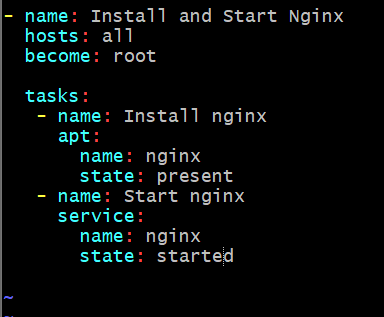 - name: Install and Start Nginx
  hosts: all
  become: root

  tasks:
   - name: Install nginx
     apt:
       name: nginx
       state: present
   - name: Start nginx
     service:
       name: nginx
       state: started

~
~